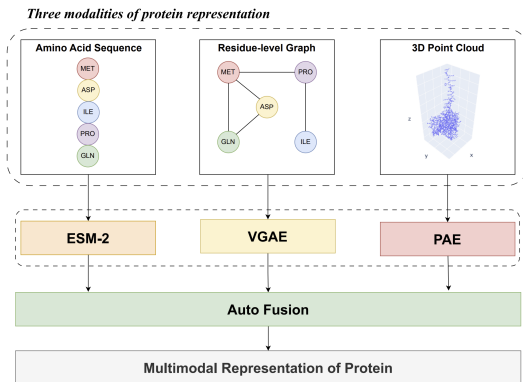 Three modalities of protein representation
Amino Acid Sequence
MET
ASP
ILE
PRO
GLN
Residue-level Graph
MET
PRO
ASP
GLN
ILE
3D Point Cloud
z
y
x
ESM-2
VGAE
PAE
Auto Fusion
Multimodal Representation of Protein